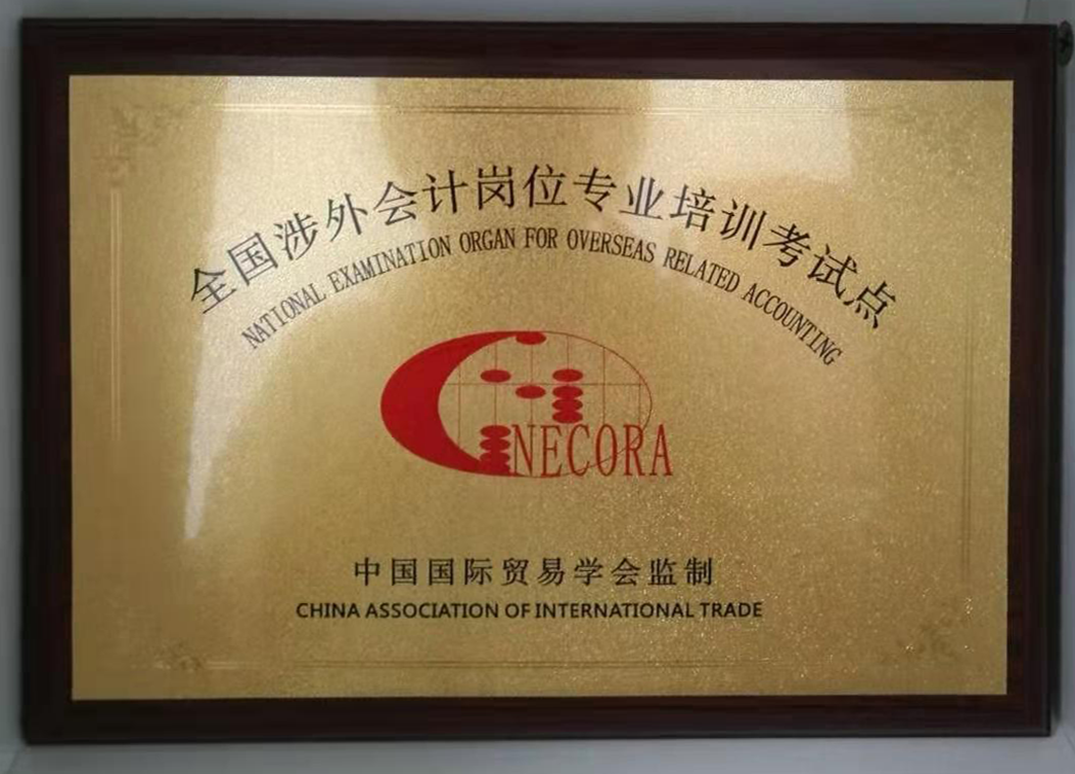 全国涉外会计岗位专业培训考试点
NATIONAL EXAMINATION ORGAN FOR OVERSEAS RELATED ACCOUNTING
NECORA
中国国际贸易学会监制
CHINA ASSOCIATION OF INTERNATIONAL TRADE